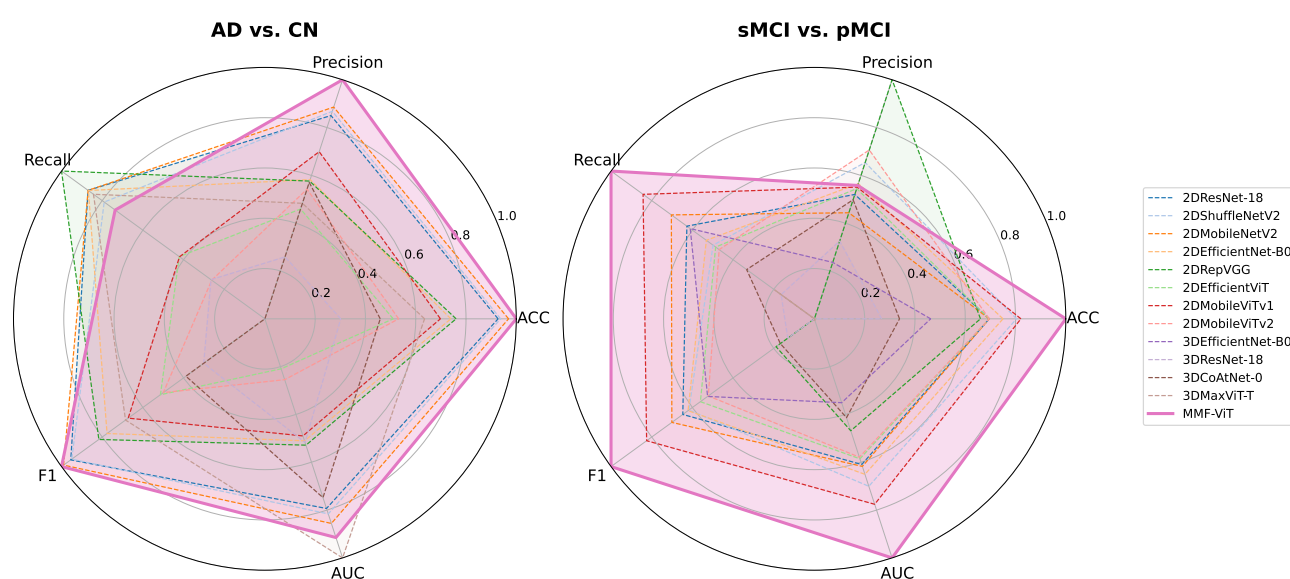 AD vs. CN
sMCI vs. pMCI
Precision
Precision
Recall
Recall
1.0
1.0
0.8
0.8
0.6
0.6
0.4
0.4
0.2
0.2
ACC
ACC
F1
F1
AUC
AUC
2DResNet-18
2DShuffleNetV2
2DMobileNetV2
2DEfficientNet-B0
2DRepVGG
2DEfficientViT
2DMobileViTv1
2DMobileViTv2
3DEfficientNet-B0
3DResNet-18
3DCoAtNet-0
3DMaxViT-T
MMF-ViT